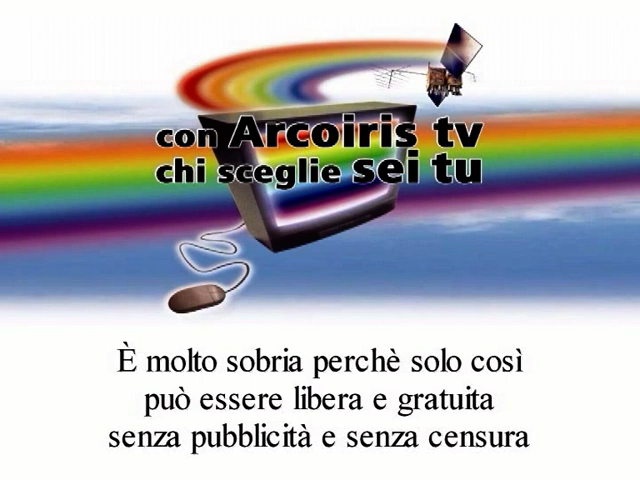 con Arcoiris tv
chi sceglie sei tu
È molto sobria perchè solo così
può essere libera e gratuita
senza pubblicità e senza censura